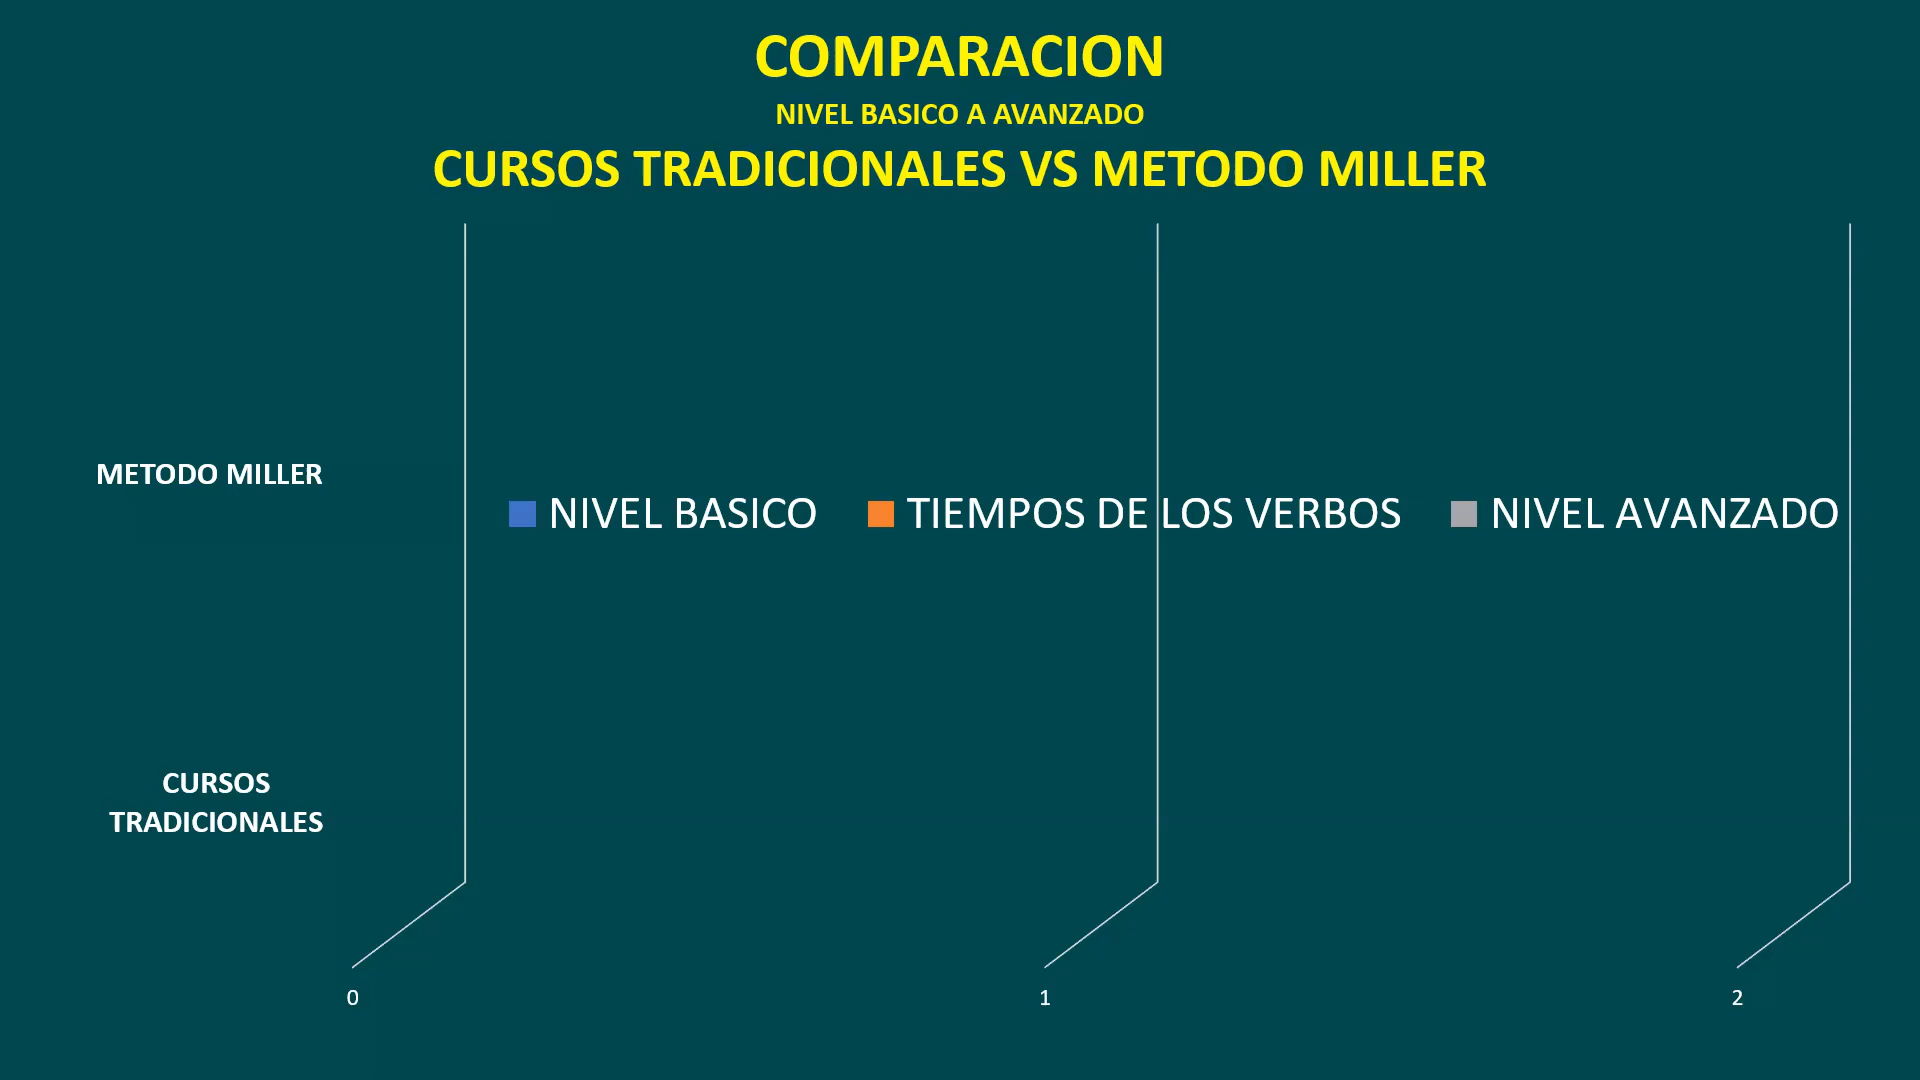 COMPARACION
NIVEL BASICO A AVANZADO
CURSOS TRADICIONALES VS METODO MILLER
METODO MILLER
NIVEL BASICO TIEMPOS DE LOS VERBOS NIVEL AVANZADO
CURSOS
TRADICIONALES
0 1 2